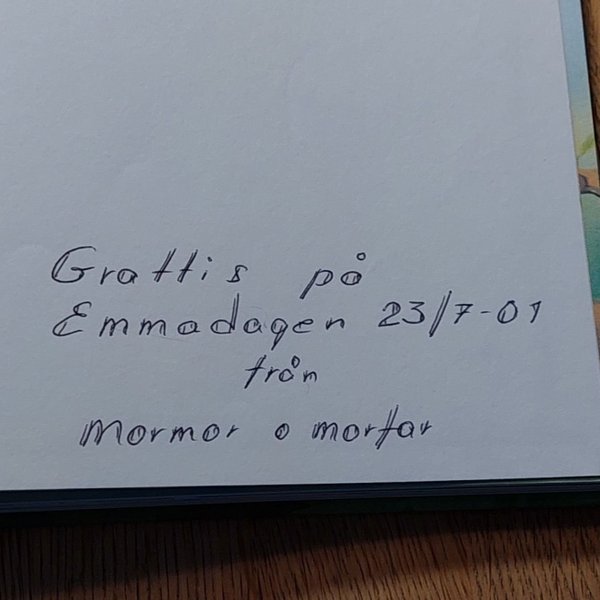 Grattis på
Emmadagen 23/7-01
från
Mormor o morfar